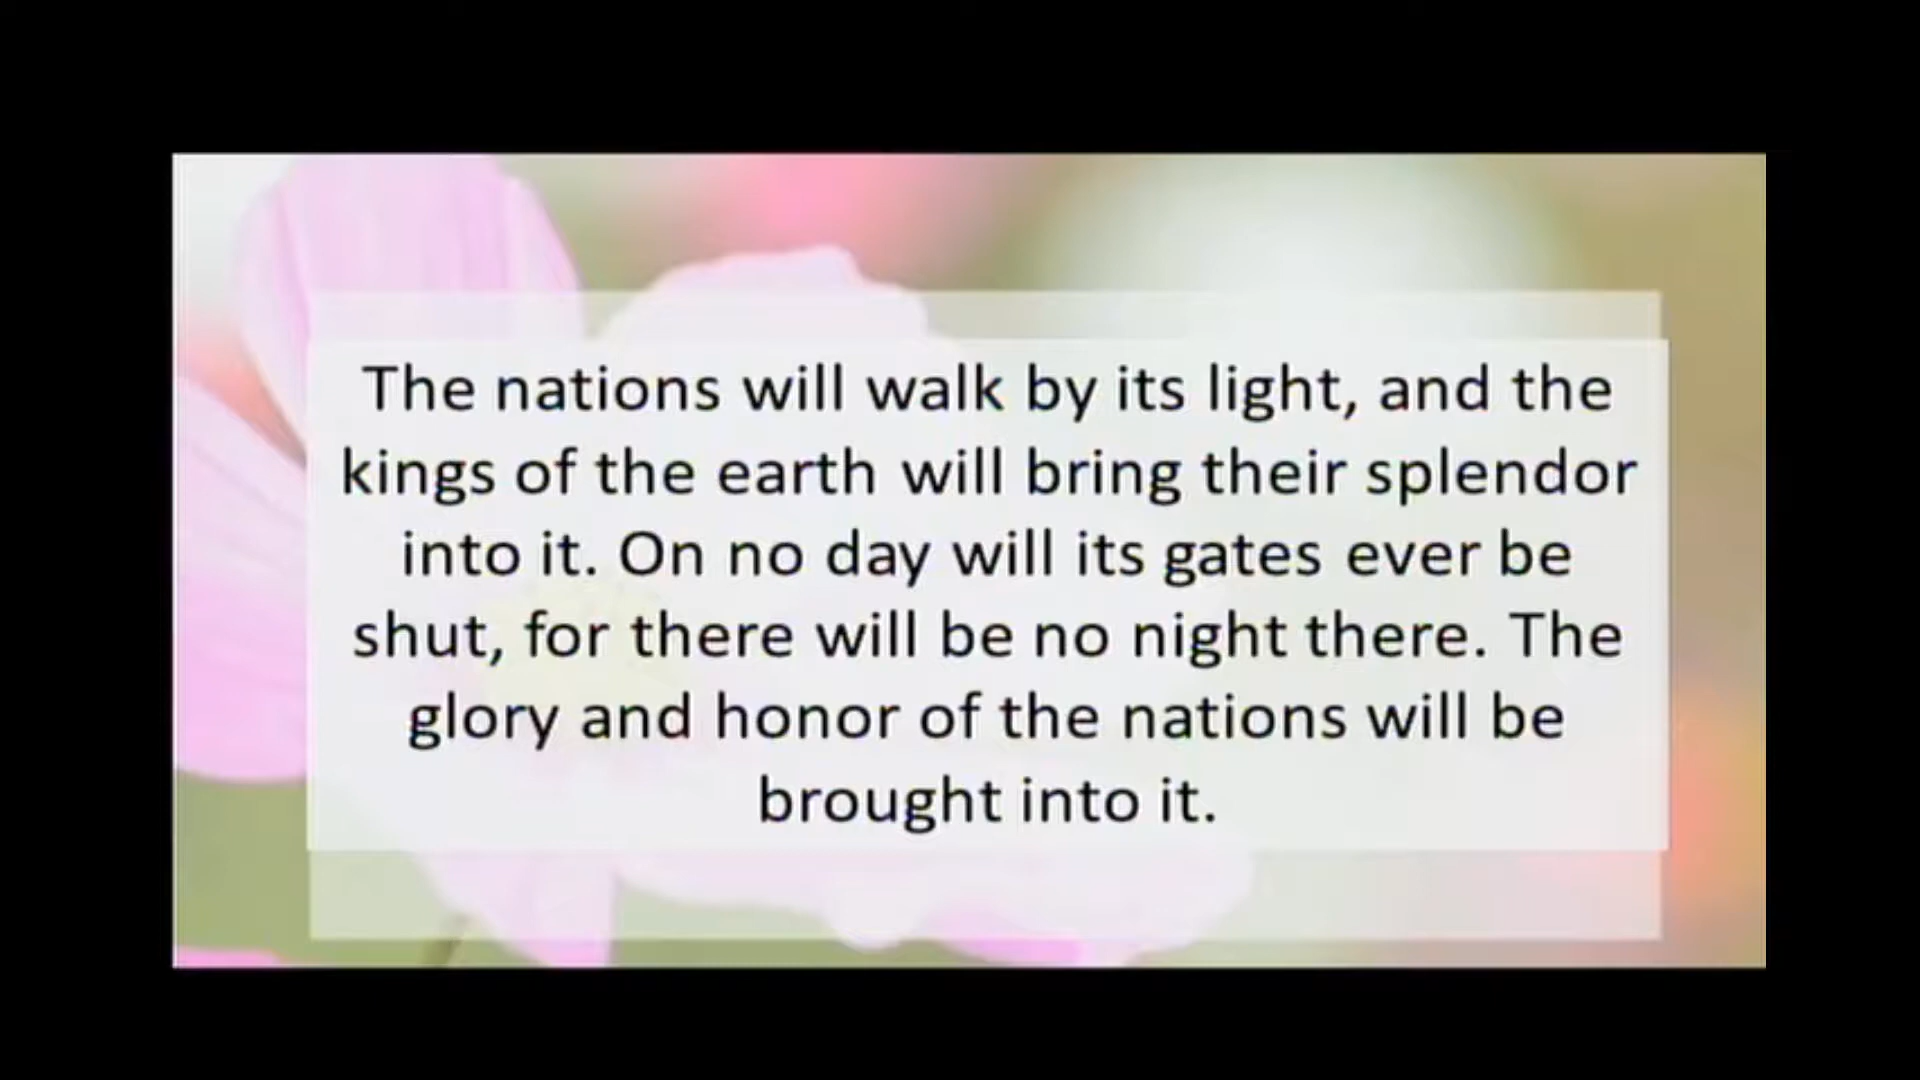 The nations will walk by its light, and the
kings of the earth will bring their splendor
into it. On no day will its gates ever be
shut, for there will be no night there. The
glory and honor of the nations will be
brought into it.